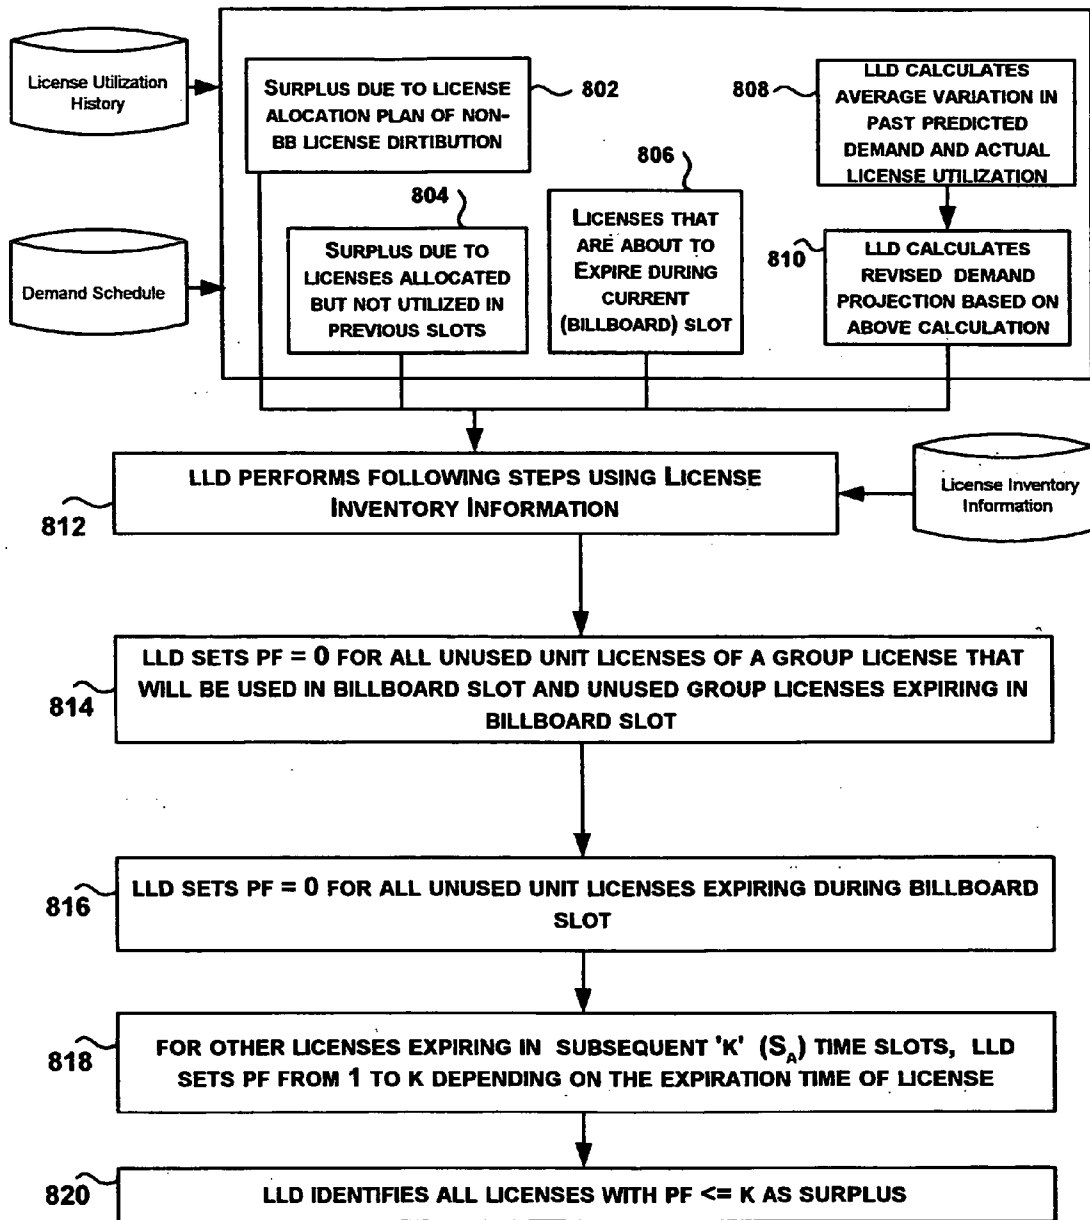 License Utilization
History
SURPLUS DUE TO LICENSE
ALOCATION PLAN OF NON-
BB LICENSE DIRTIBUTION
802
804
SURPLUS DUE TO
LICENSES ALLOCATED
BUT NOT UTILIZED IN
PREVIOUS SLOTS
806
LICENSES THAT
ARE ABOUT TO
EXPIRE DURING
CURRENT
(BILLBOARD) SLOT
808
LLD CALCULATES
AVERAGE VARIATION IN
PAST PREDICTED
DEMAND AND ACTUAL
LICENSE UTILIZATION
810
LLD CALCULATES
REVISED DEMAND
PROJECTION BASED ON
ABOVE CALCULATION
Demand Schedule
LLD PERFORMS FOLLOWING STEPS USING LICENSE
INVENTORY INFORMATION
812
License Inventory
Information
LLD SETS PF = 0 FOR ALL UNUSED UNIT LICENSES OF A GROUP LICENSE THAT
WILL BE USED IN BILLBOARD SLOT AND UNUSED GROUP LICENSES EXPIRING IN
BILLBOARD SLOT
814
LLD SETS PF = 0 FOR ALL UNUSED UNIT LICENSES EXPIRING DURING BILLBOARD
SLOT
816
FOR OTHER LICENSES EXPIRING IN SUBSEQUENT 'K' (S_A) TIME SLOTS, LLD
SETS PF FROM 1 TO K DEPENDING ON THE EXPIRATION TIME OF LICENSE
818
LLD IDENTIFIES ALL LICENSES WITH PF <= K AS SURPLUS
820